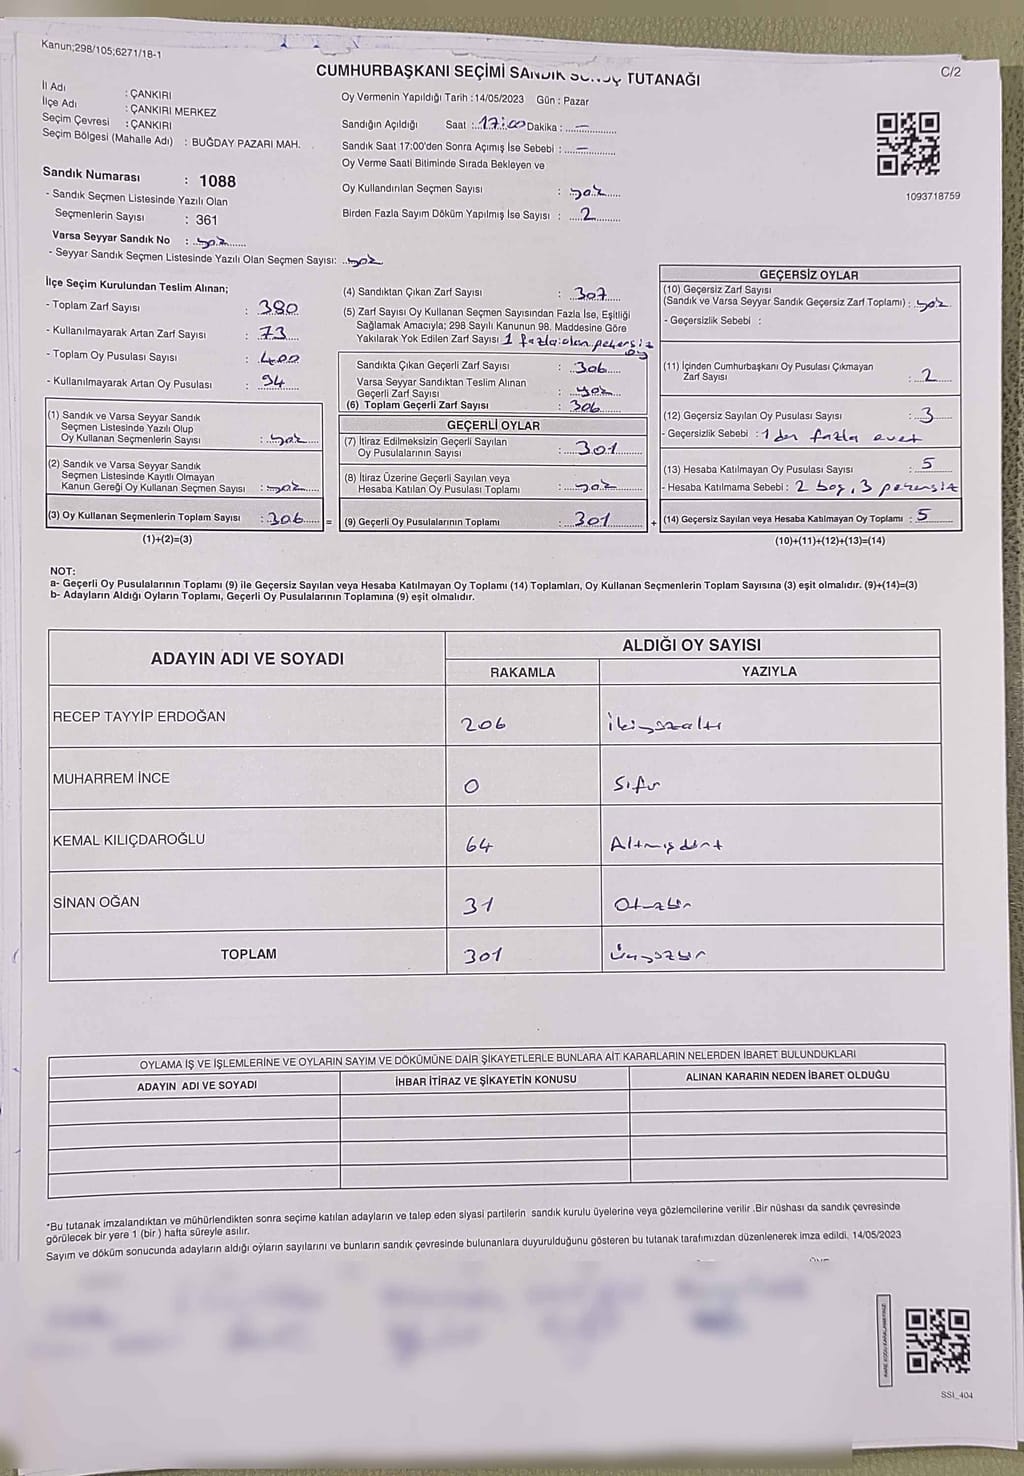 Kanun;298/105;6271/18-1
CUMHURBAŞKANI SEÇİMİ SANDIK SONUÇ TUTANAĞI
C/2
İl Adı : ÇANKIRI
İlçe Adı : ÇANKIRI MERKEZ
Seçim Çevresi : ÇANKIRI
Seçim Bölgesi (Mahalle Adı) : BUĞDAY PAZARI MAH.
Sandık Numarası : 1088
- Sandık Seçmen Listesinde Yazılı Olan
Seçmenlerin Sayısı : 361
Varsa Seyyar Sandık No : yok
- Seyyar Sandık Seçmen Listesinde Yazılı Olan Seçmen Sayısı: yok
Oy Vermenin Yapıldığı Tarih :14/05/2023 Gün : Pazar
Sandığın Açıldığı Saat : 17:00 Dakika : —
Sandık Saat 17:00'den Sonra Açımış İse Sebebi : —
Oy Verme Saati Bitiminde Sırada Bekleyen ve
Oy Kullandırılan Seçmen Sayısı : yok
Birden Fazla Sayım Döküm Yapılmış İse Sayısı : 2
1093718759
İlçe Seçim Kurulundan Teslim Alınan;
- Toplam Zarf Sayısı : 380
- Kullanılmayarak Artan Zarf Sayısı : 73
- Toplam Oy Pusulası Sayısı : 400
- Kullanılmayarak Artan Oy Pusulası : 94
(1) Sandık ve Varsa Seyyar Sandık
Seçmen Listesinde Yazılı Olup
Oy Kullanan Seçmenlerin Sayısı : yok
(2) Sandık ve Varsa Seyyar Sandık
Seçmen Listesinde Kayıtlı Olmayan
Kanun Gereği Oy Kullanan Seçmen Sayısı : yok
(3) Oy Kullanan Seçmenlerin Toplam Sayısı : 306 =
(1)+(2)=(3)
(4) Sandıktan Çıkan Zarf Sayısı : 307
(5) Zarf Sayısı Oy Kullanan Seçmen Sayısından Fazla İse, Eşitliği
Sağlamak Amacıyla; 298 Sayılı Kanunun 98. Maddesine Göre
Yakılarak Yok Edilen Zarf Sayısı 1 fazla olan pehersiz
oy
Sandıkta Çıkan Geçerli Zarf Sayısı : 306
Varsa Seyyar Sandıktan Teslim Alınan
Geçerli Zarf Sayısı : yok
(6) Toplam Geçerli Zarf Sayısı : 306
GEÇERLİ OYLAR
(7) İtiraz Edilmeksizin Geçerli Sayılan
Oy Pusulalarının Sayısı : 301
(8) İtiraz Üzerine Geçerli Sayılan veya
Hesaba Katılan Oy Pusulası Toplamı : yok
(9) Geçerli Oy Pusulalarının Toplamı : 301 +
GEÇERSİZ OYLAR
(10) Geçersiz Zarf Sayısı
(Sandık ve Varsa Seyyar Sandık Geçersiz Zarf Toplamı) : yok
- Geçersizlik Sebebi :
(11) İçinden Cumhurbaşkanı Oy Pusulası Çıkmayan
Zarf Sayısı : 2
(12) Geçersiz Sayılan Oy Pusulası Sayısı : 3
- Geçersizlik Sebebi : 1 den fazla evet
(13) Hesaba Katılmayan Oy Pusulası Sayısı : 5
- Hesaba Katılmama Sebebi : 2 boş, 3 pehersiz
(14) Geçersiz Sayılan veya Hesaba Katılmayan Oy Toplamı : 5
(10)+(11)+(12)+(13)=(14)
NOT:
a- Geçerli Oy Pusulalarının Toplamı (9) ile Geçersiz Sayılan veya Hesaba Katılmayan Oy Toplamı (14) Toplamları, Oy Kullanan Seçmenlerin Toplam Sayısına (3) eşit olmalıdır. (9)+(14)=(3)
b- Adayların Aldığı Oyların Toplamı, Geçerli Oy Pusulalarının Toplamına (9) eşit olmalıdır.
ADAYIN ADI VE SOYADI
ALDIĞI OY SAYISI
RAKAMLA YAZIYLA
RECEP TAYYİP ERDOĞAN 206 İkiyüzaltı
MUHARREM İNCE 0 Sıfır
KEMAL KILIÇDAROĞLU 64 Altmışdört
SİNAN OĞAN 31 Otuzbir
TOPLAM 301 Üçyüzbir
OYLAMA İŞ VE İŞLEMLERİNE VE OYLARIN SAYIM VE DÖKÜMÜNE DAİR ŞİKAYETLERLE BUNLARA AİT KARARLARIN NELERDEN İBARET BULUNDUKLARI
ADAYIN ADI VE SOYADI İHBAR İTİRAZ VE ŞİKAYETİN KONUSU ALINAN KARARIN NEDEN İBARET OLDUĞU
*Bu tutanak imzalandıktan ve mühürlendikten sonra seçime katılan adayların ve talep eden siyasi partilerin sandık kurulu üyelerine veya gözlemcilerine verilir .Bir nüshası da sandık çevresinde
görülecek bir yere 1 (bir ) hafta süreyle asılır.
Sayım ve döküm sonucunda adayların aldığı oyların sayılarını ve bunların sandık çevresinde bulunanlara duyurulduğunu gösteren bu tutanak tarafımızdan düzenlenerek imza edildi. 14/05/2023
SSI_404